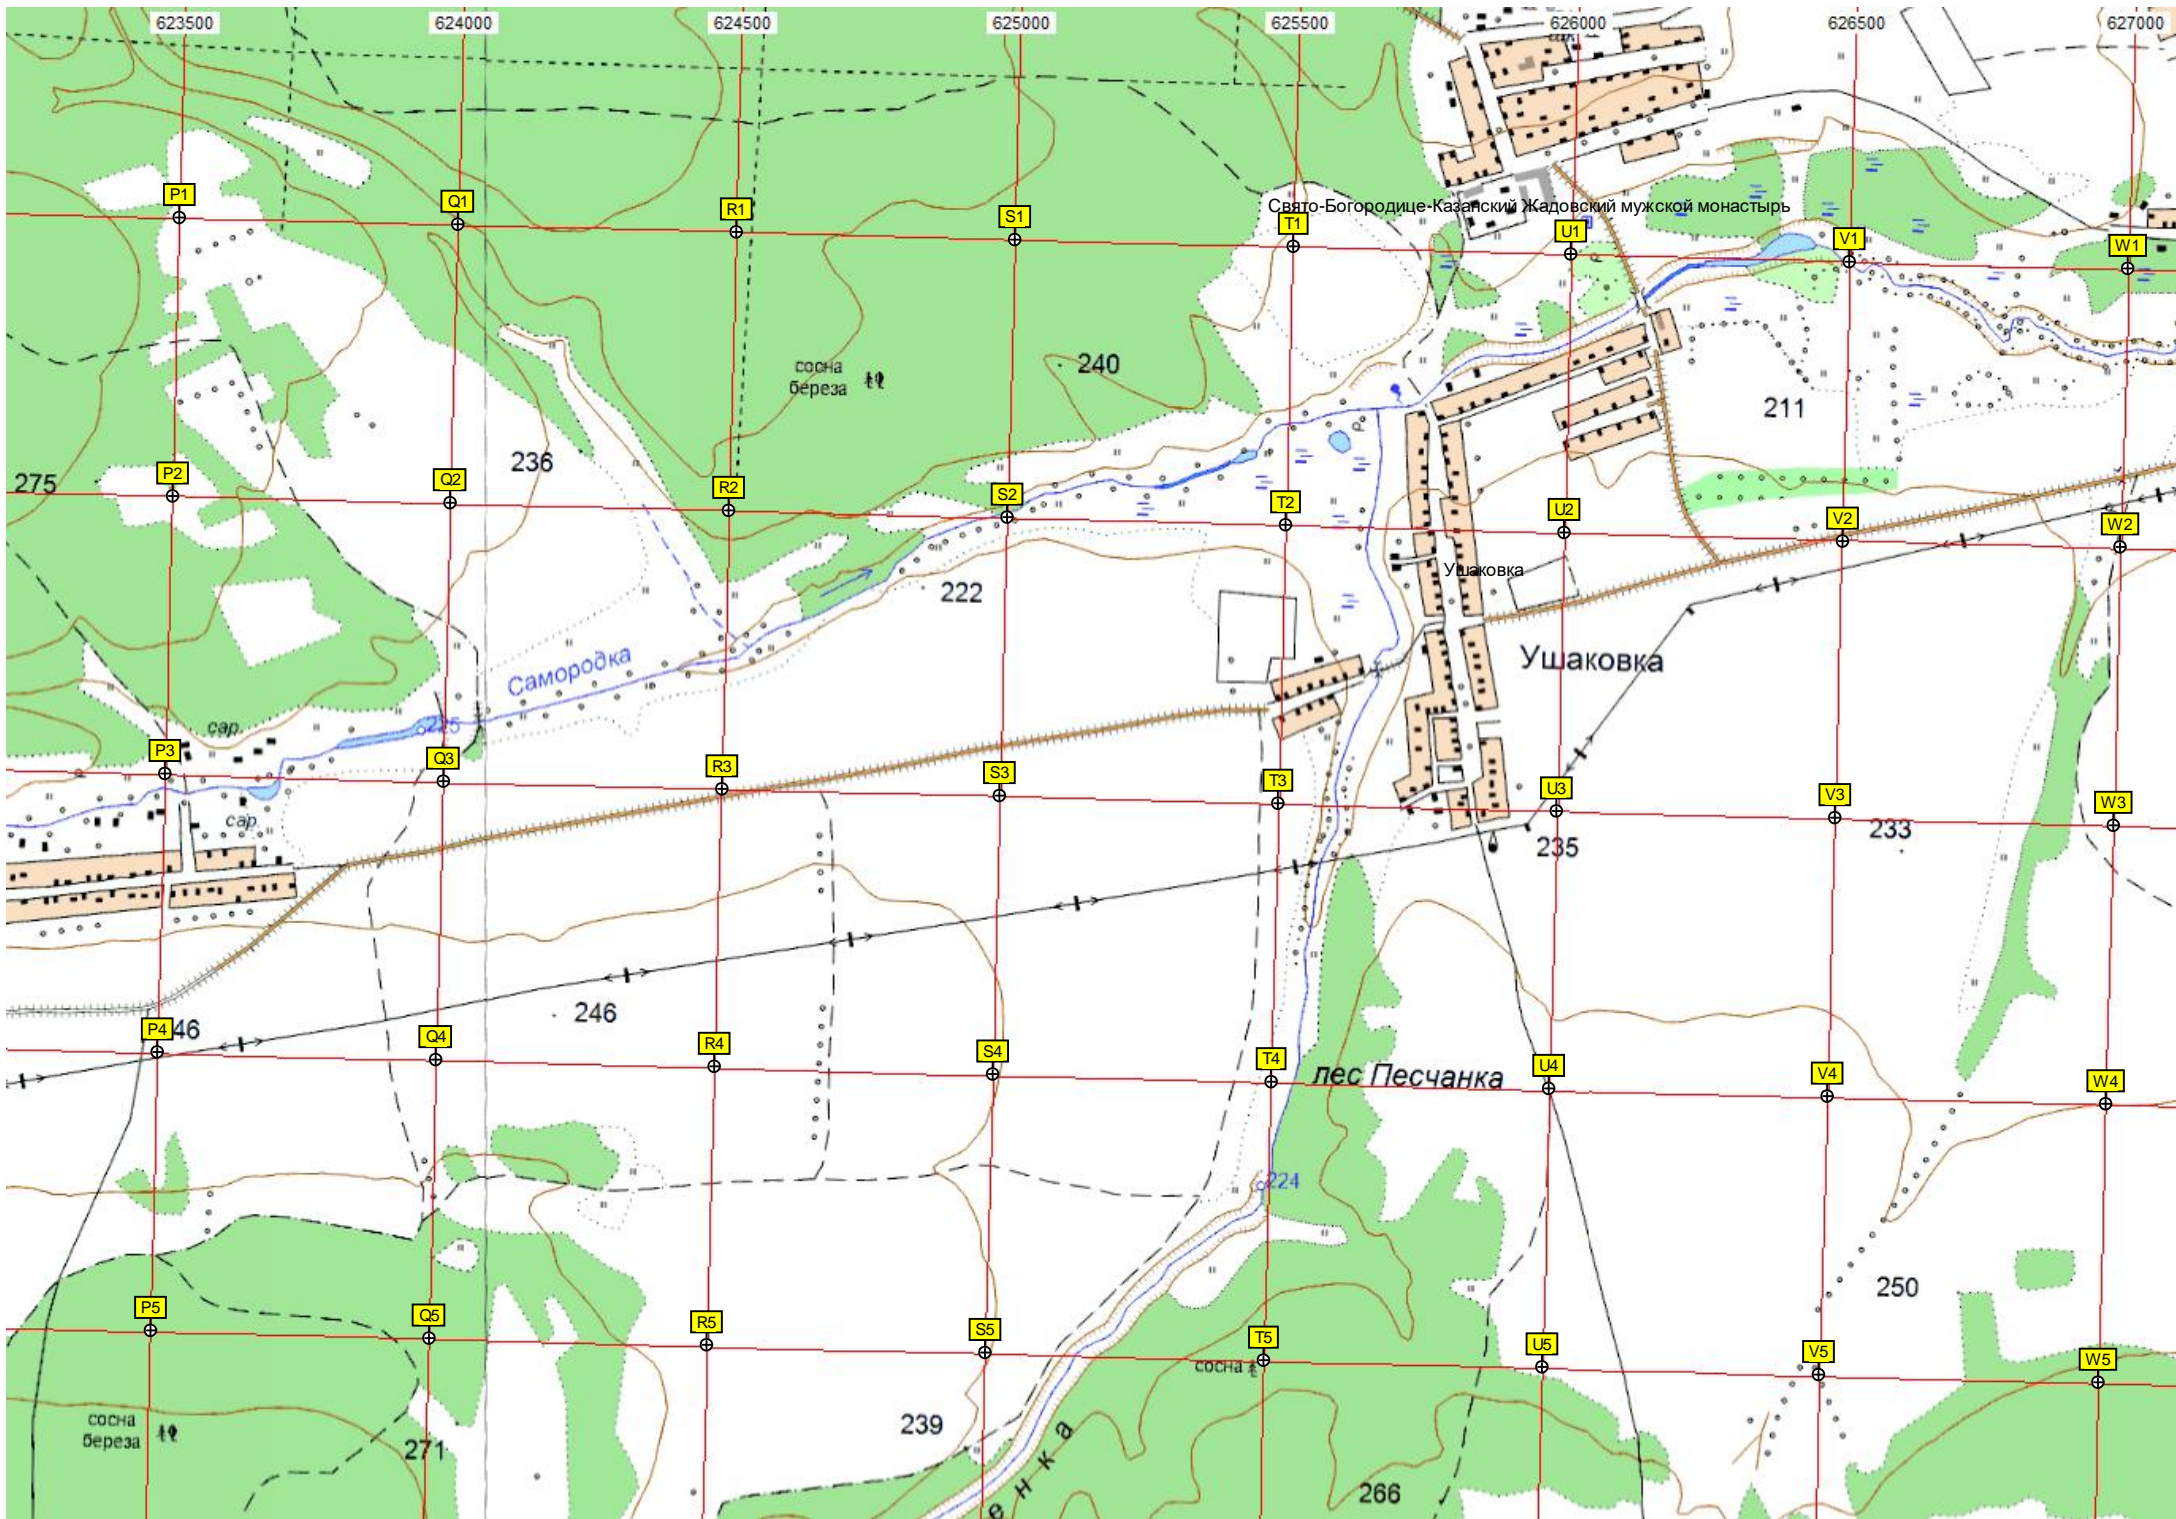 623500 624000 624500 625000 625500 626000 626500 627000
P1 Q1 R1 S1 T1 U1 V1 W1
Свято-Богородице-Казанский Жадовский мужской монастырь
сосна
береза
240
211
236
275
P2 Q2 R2 S2 T2 U2 V2 W2
Ушаковка
222
Ушаковка
Самородка
225
сар.
P3 Q3 R3 S3 T3 U3 V3 W3
сар.
235
233
246
46
P4 Q4 R4 S4 T4 U4 V4 W4
лес Песчанка
224
250
P5 Q5 R5 S5 T5 U5 V5 W5
сосна
сосна
береза
271
239
енка
266